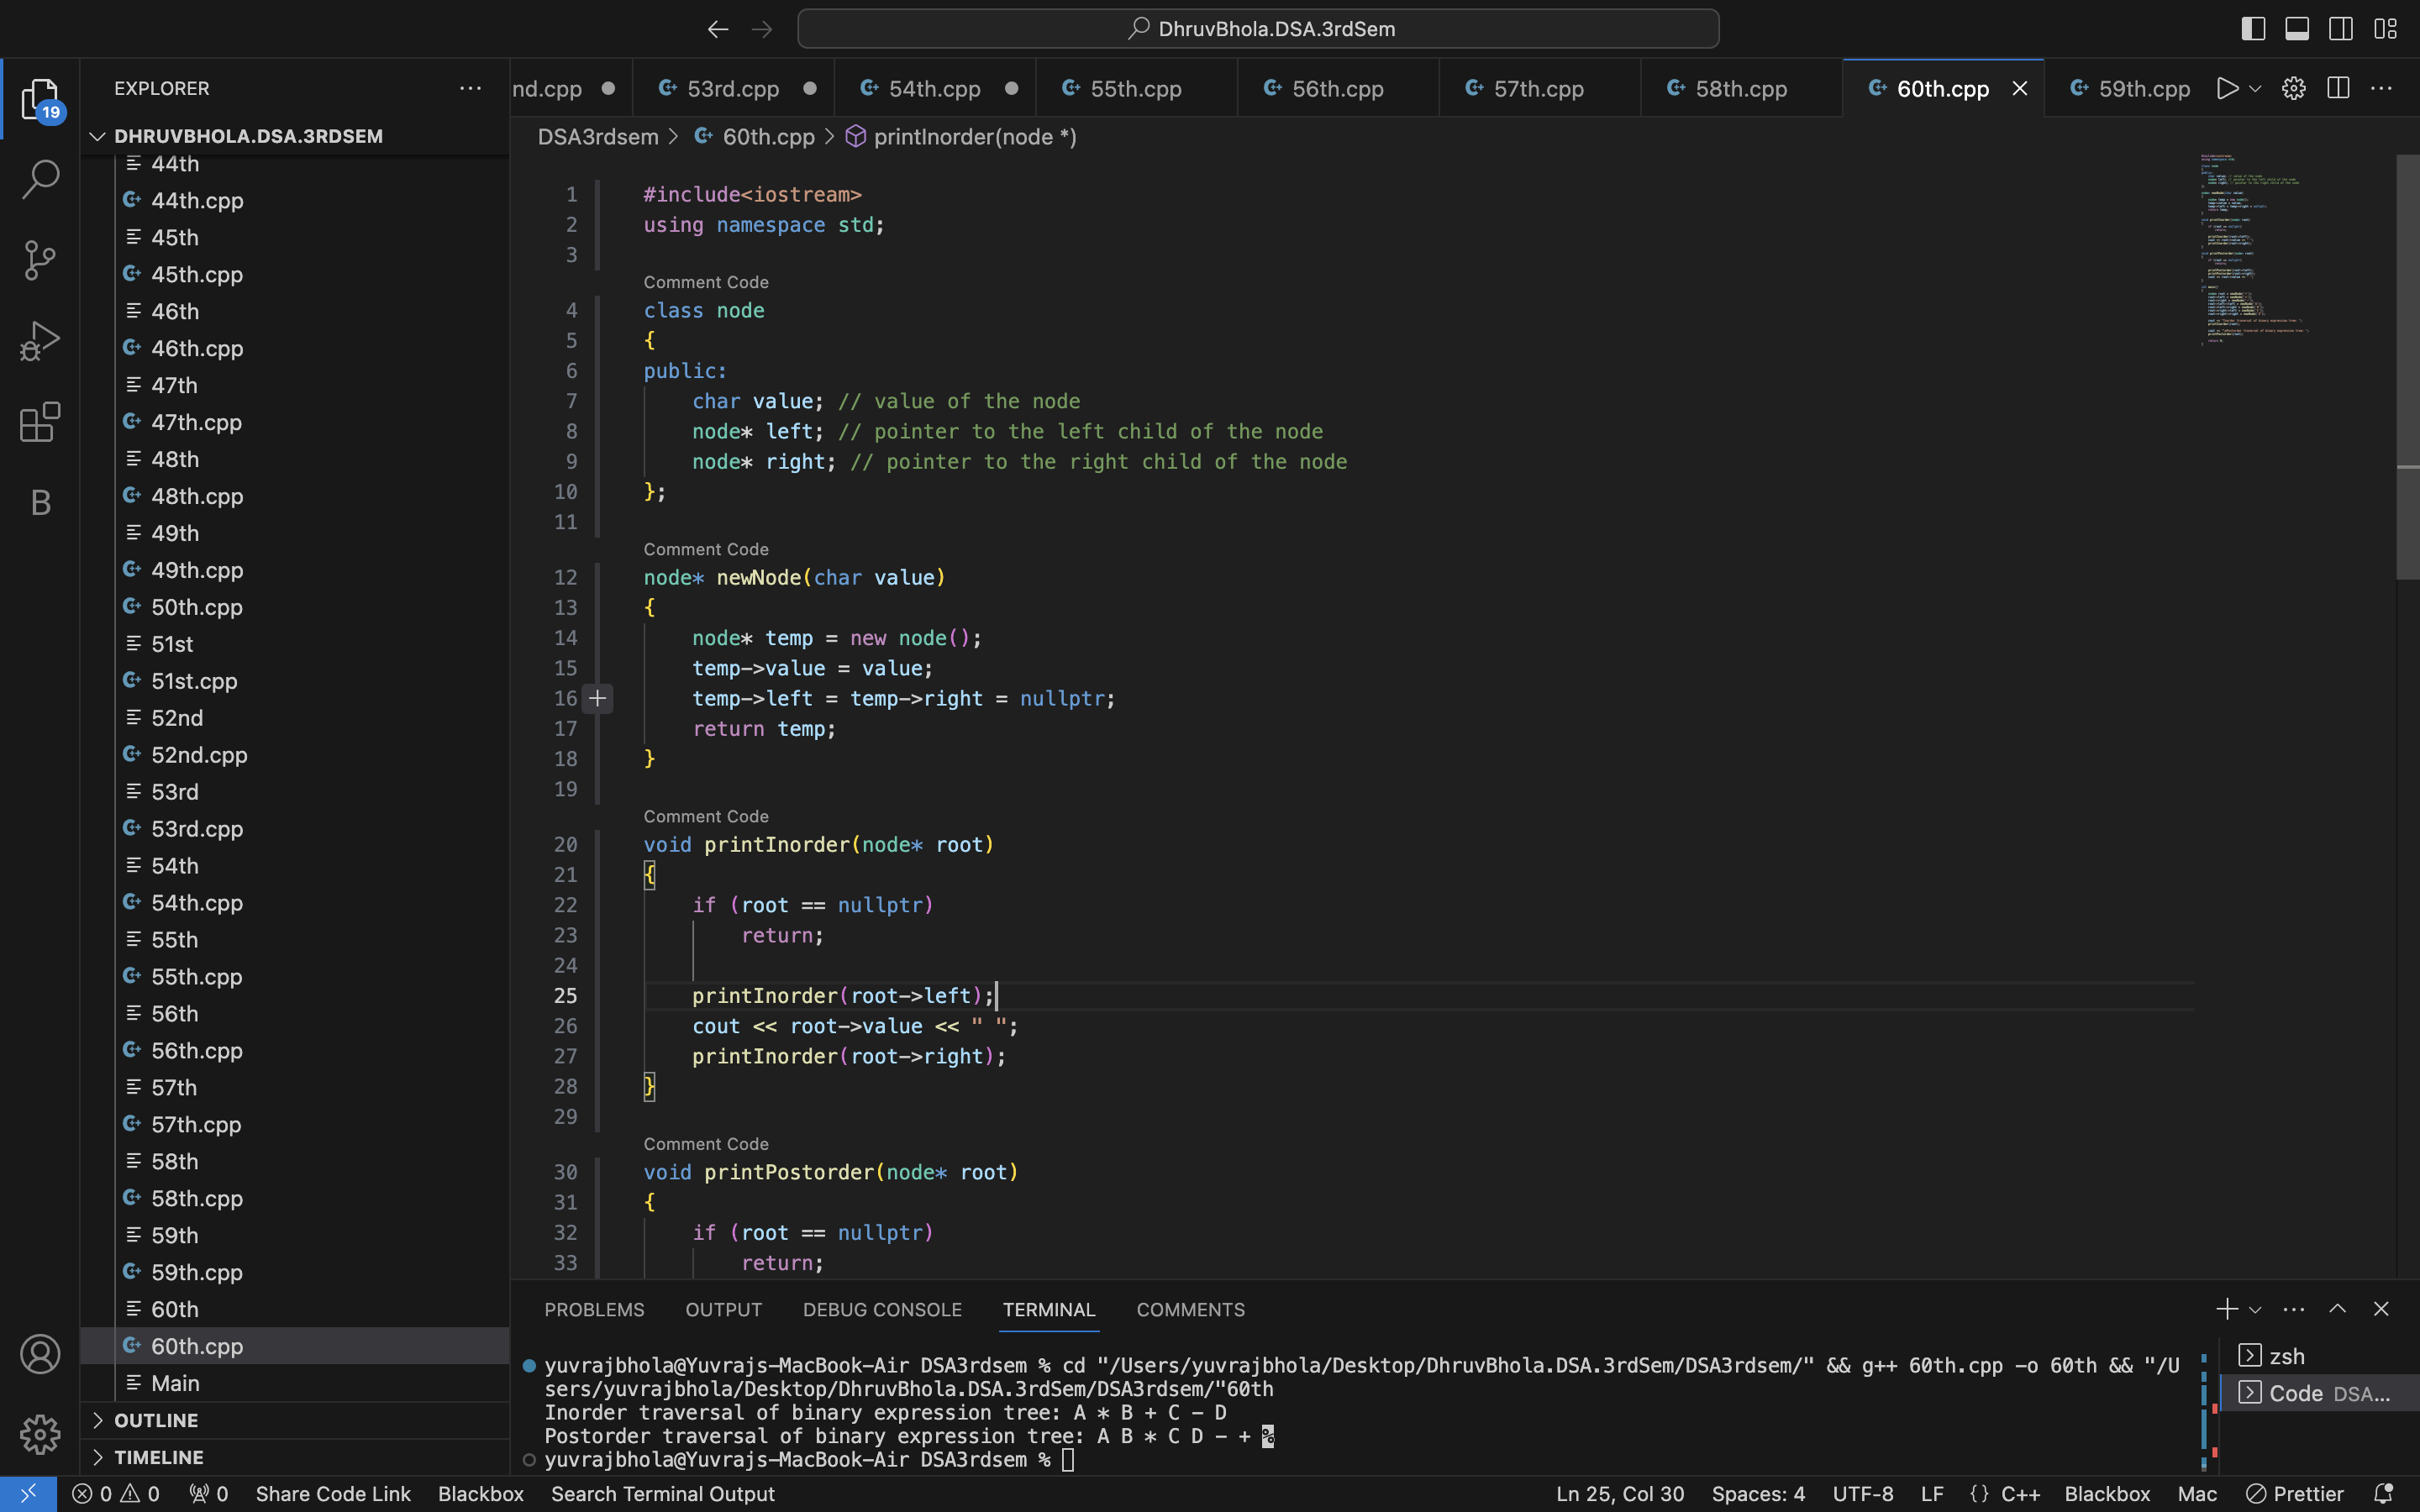 DhruvBhola.DSA.3rdSem
19
EXPLORER
DHRUVBHOLA.DSA.3RDSEM
44th
44th.cpp
45th
45th.cpp
46th
46th.cpp
47th
47th.cpp
48th
48th.cpp
49th
49th.cpp
50th.cpp
51st
51st.cpp
52nd
52nd.cpp
53rd
53rd.cpp
54th
54th.cpp
55th
55th.cpp
56th
56th.cpp
57th
57th.cpp
58th
58th.cpp
59th
59th.cpp
60th
60th.cpp
Main
OUTLINE
TIMELINE
B
nd.cpp 53rd.cpp 54th.cpp 55th.cpp 56th.cpp 57th.cpp 58th.cpp 60th.cpp 59th.cpp
DSA3rdsem > 60th.cpp > printInorder(node *)
1 #include<iostream>
2 using namespace std;
3
Comment Code
4 class node
5 {
6 public:
7 char value; // value of the node
8 node* left; // pointer to the left child of the node
9 node* right; // pointer to the right child of the node
10 };
11
Comment Code
12 node* newNode(char value)
13 {
14 node* temp = new node();
15 temp->value = value;
16 temp->left = temp->right = nullptr;
17 return temp;
18 }
19
Comment Code
20 void printInorder(node* root)
21 {
22 if (root == nullptr)
23 return;
24
25 printInorder(root->left);
26 cout << root->value << " ";
27 printInorder(root->right);
28 }
29
Comment Code
30 void printPostorder(node* root)
31 {
32 if (root == nullptr)
33 return;
PROBLEMS OUTPUT DEBUG CONSOLE TERMINAL COMMENTS
yuvrajbhola@Yuvrajs-MacBook-Air DSA3rdsem % cd "/Users/yuvrajbhola/Desktop/DhruvBhola.DSA.3rdSem/DSA3rdsem/" && g++ 60th.cpp -o 60th && "/U
sers/yuvrajbhola/Desktop/DhruvBhola.DSA.3rdSem/DSA3rdsem/"60th
Inorder traversal of binary expression tree: A * B + C - D
Postorder traversal of binary expression tree: A B * C D - + %
yuvrajbhola@Yuvrajs-MacBook-Air DSA3rdsem %
zsh
Code DSA...
0 0 0 Share Code Link Blackbox Search Terminal Output Ln 25, Col 30 Spaces: 4 UTF-8 LF {} C++ Blackbox Mac Prettier